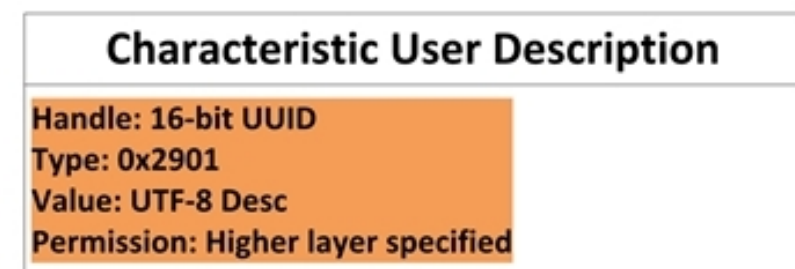 Characteristic User Description
Handle: 16-bit UUID
Type: 0x2901
Value: UTF-8 Desc
Permission: Higher layer specified